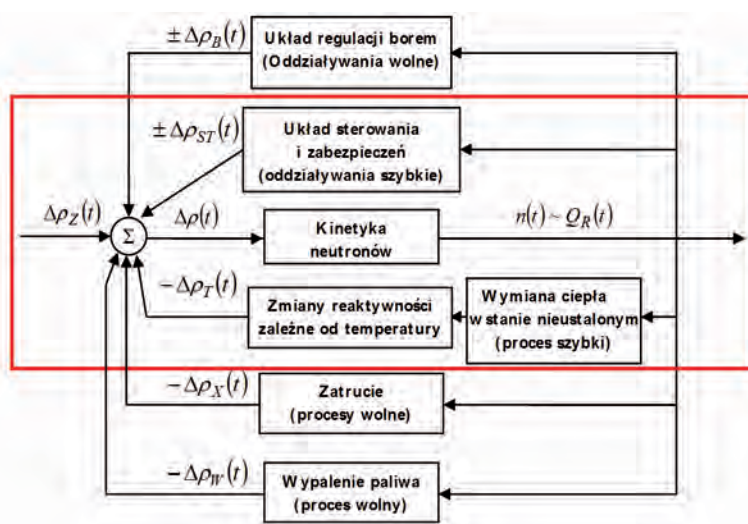 ± Δρ_B(t)
Układ regulacji borem
(Oddziaływania wolne)
± Δρ_ST(t)
Układ sterowania
i zabezpieczeń
(oddziaływania szybkie)
Δρ_Z(t)
Σ
Δρ(t)
Kinetyka
neutronów
n(t) ~ Q_R(t)
− Δρ_T(t)
Zmiany reaktywności
zależne od temperatury
Wymiana ciepła
w stanie nieustalonym
(proces szybki)
− Δρ_X(t)
Zatrucie
(procesy wolne)
− Δρ_W(t)
Wypalenie paliwa
(proces wolny)